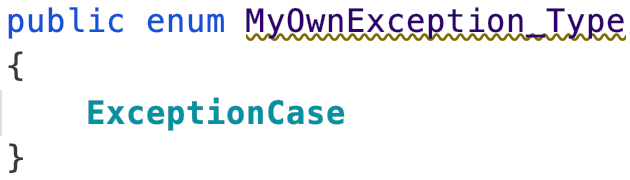 public enum MyOwnException_Type
{
    ExceptionCase
}